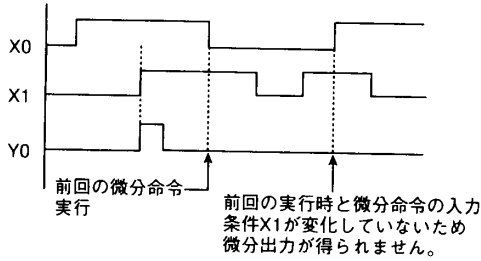 X0
X1
Y0
前回の微分命令
実行
前回の実行時と微分命令の入力
条件X1が変化していないため
微分出力が得られません。